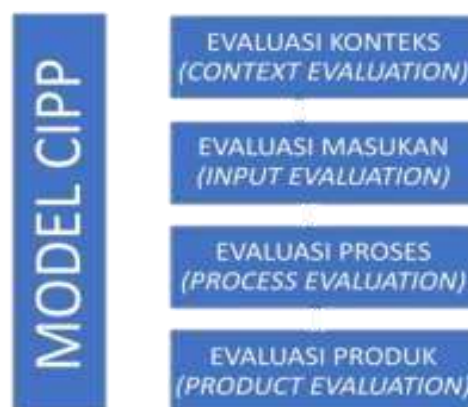 MODEL CIPP
EVALUASI KONTEKS
(CONTEXT EVALUATION)
EVALUASI MASUKAN
(INPUT EVALUATION)
EVALUASI PROSES
(PROCESS EVALUATION)
EVALUASI PRODUK
(PRODUCT EVALUATION)